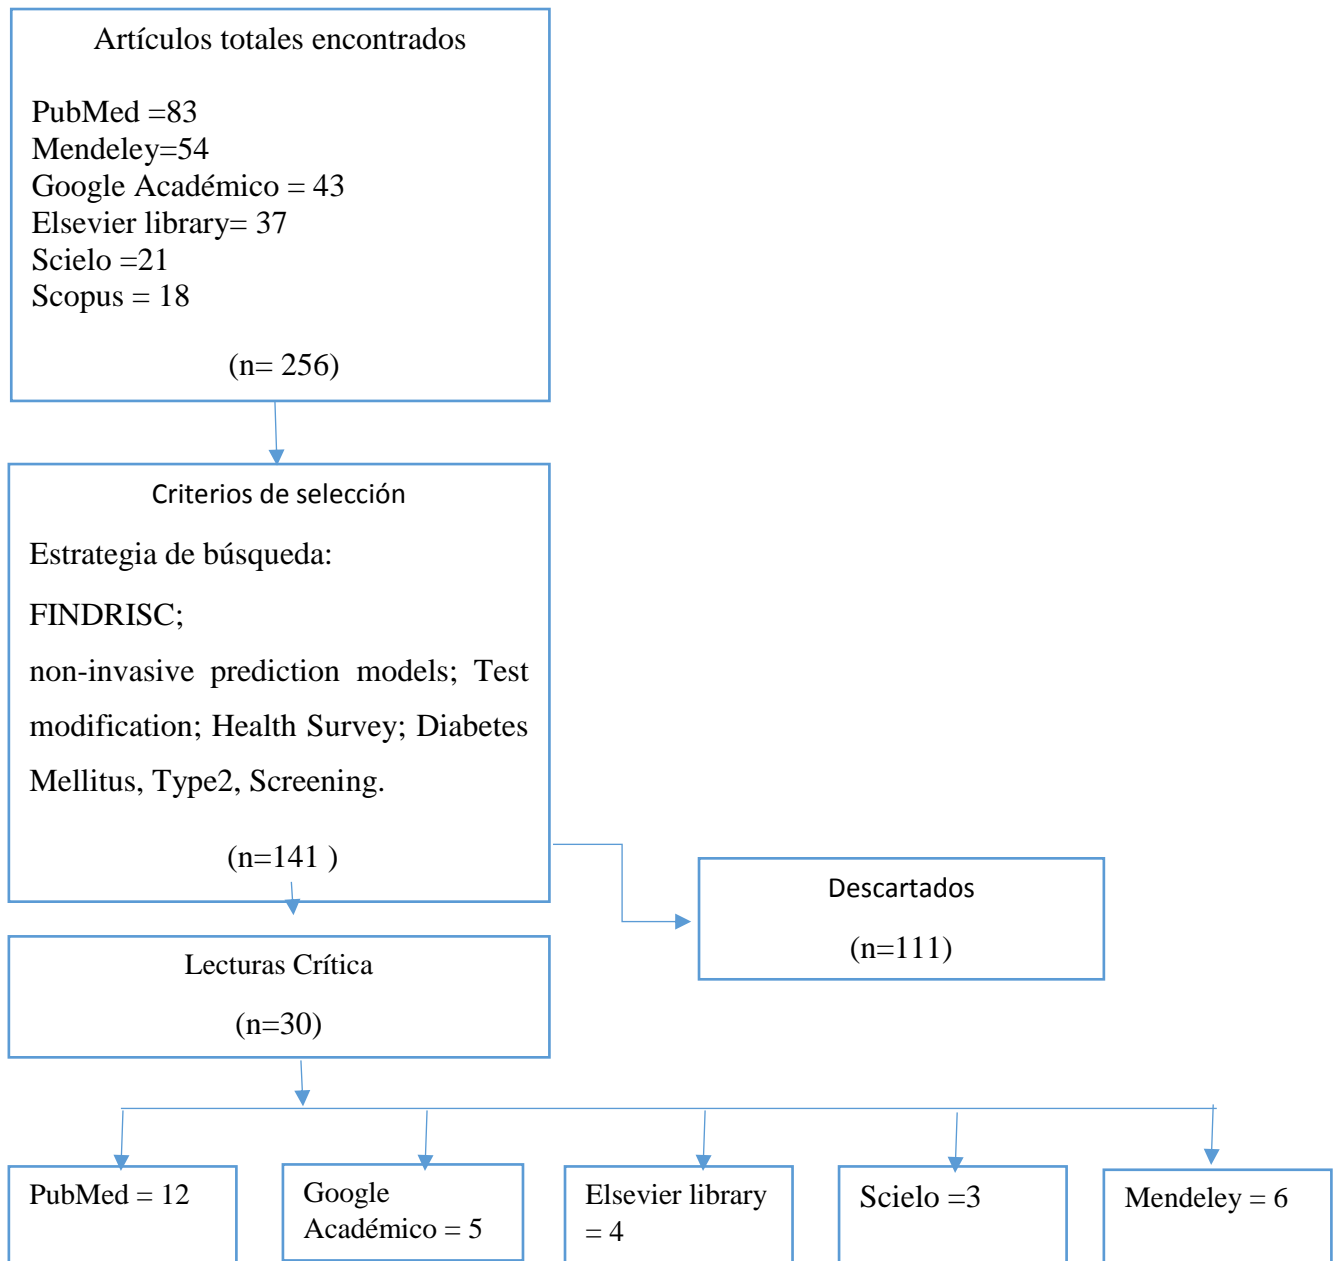 Artículos totales encontrados
PubMed =83
Mendeley=54
Google Académico = 43
Elsevier library= 37
Scielo =21
Scopus = 18
(n= 256)
Criterios de selección
Estrategia de búsqueda:
FINDRISC;
non-invasive prediction models; Test
modification; Health Survey; Diabetes
Mellitus, Type2, Screening.
(n=141 )
Descartados
(n=111)
Lecturas Crítica
(n=30)
PubMed = 12
Google
Académico = 5
Elsevier library
= 4
Scielo =3
Mendeley = 6